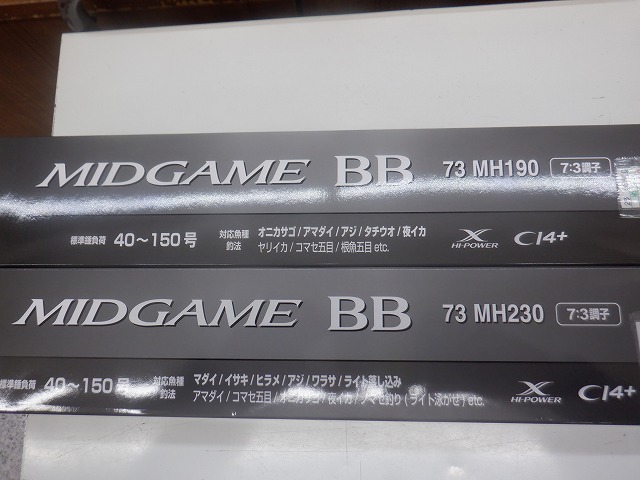 MIDGAME BB 73 MH190 7:3調子
標準錘負荷 40〜150号 対応魚種 オニカサゴ/アマダイ/アジ/タチウオ/夜イカ
釣法 ヤリイカ/コマセ五目/根魚五目 etc.
X HI-POWER CI4+
MIDGAME BB 73 MH230 7:3調子
標準錘負荷 40〜150号 対応魚種 マダイ/イサキ/ヒラメ/アジ/ワラサ/ライト落し込み
釣法 アマダイ/コマセ五目/オニカサゴ/夜イカ/ノマセ釣り(ライト泳がせ) etc.
X HI-POWER CI4+